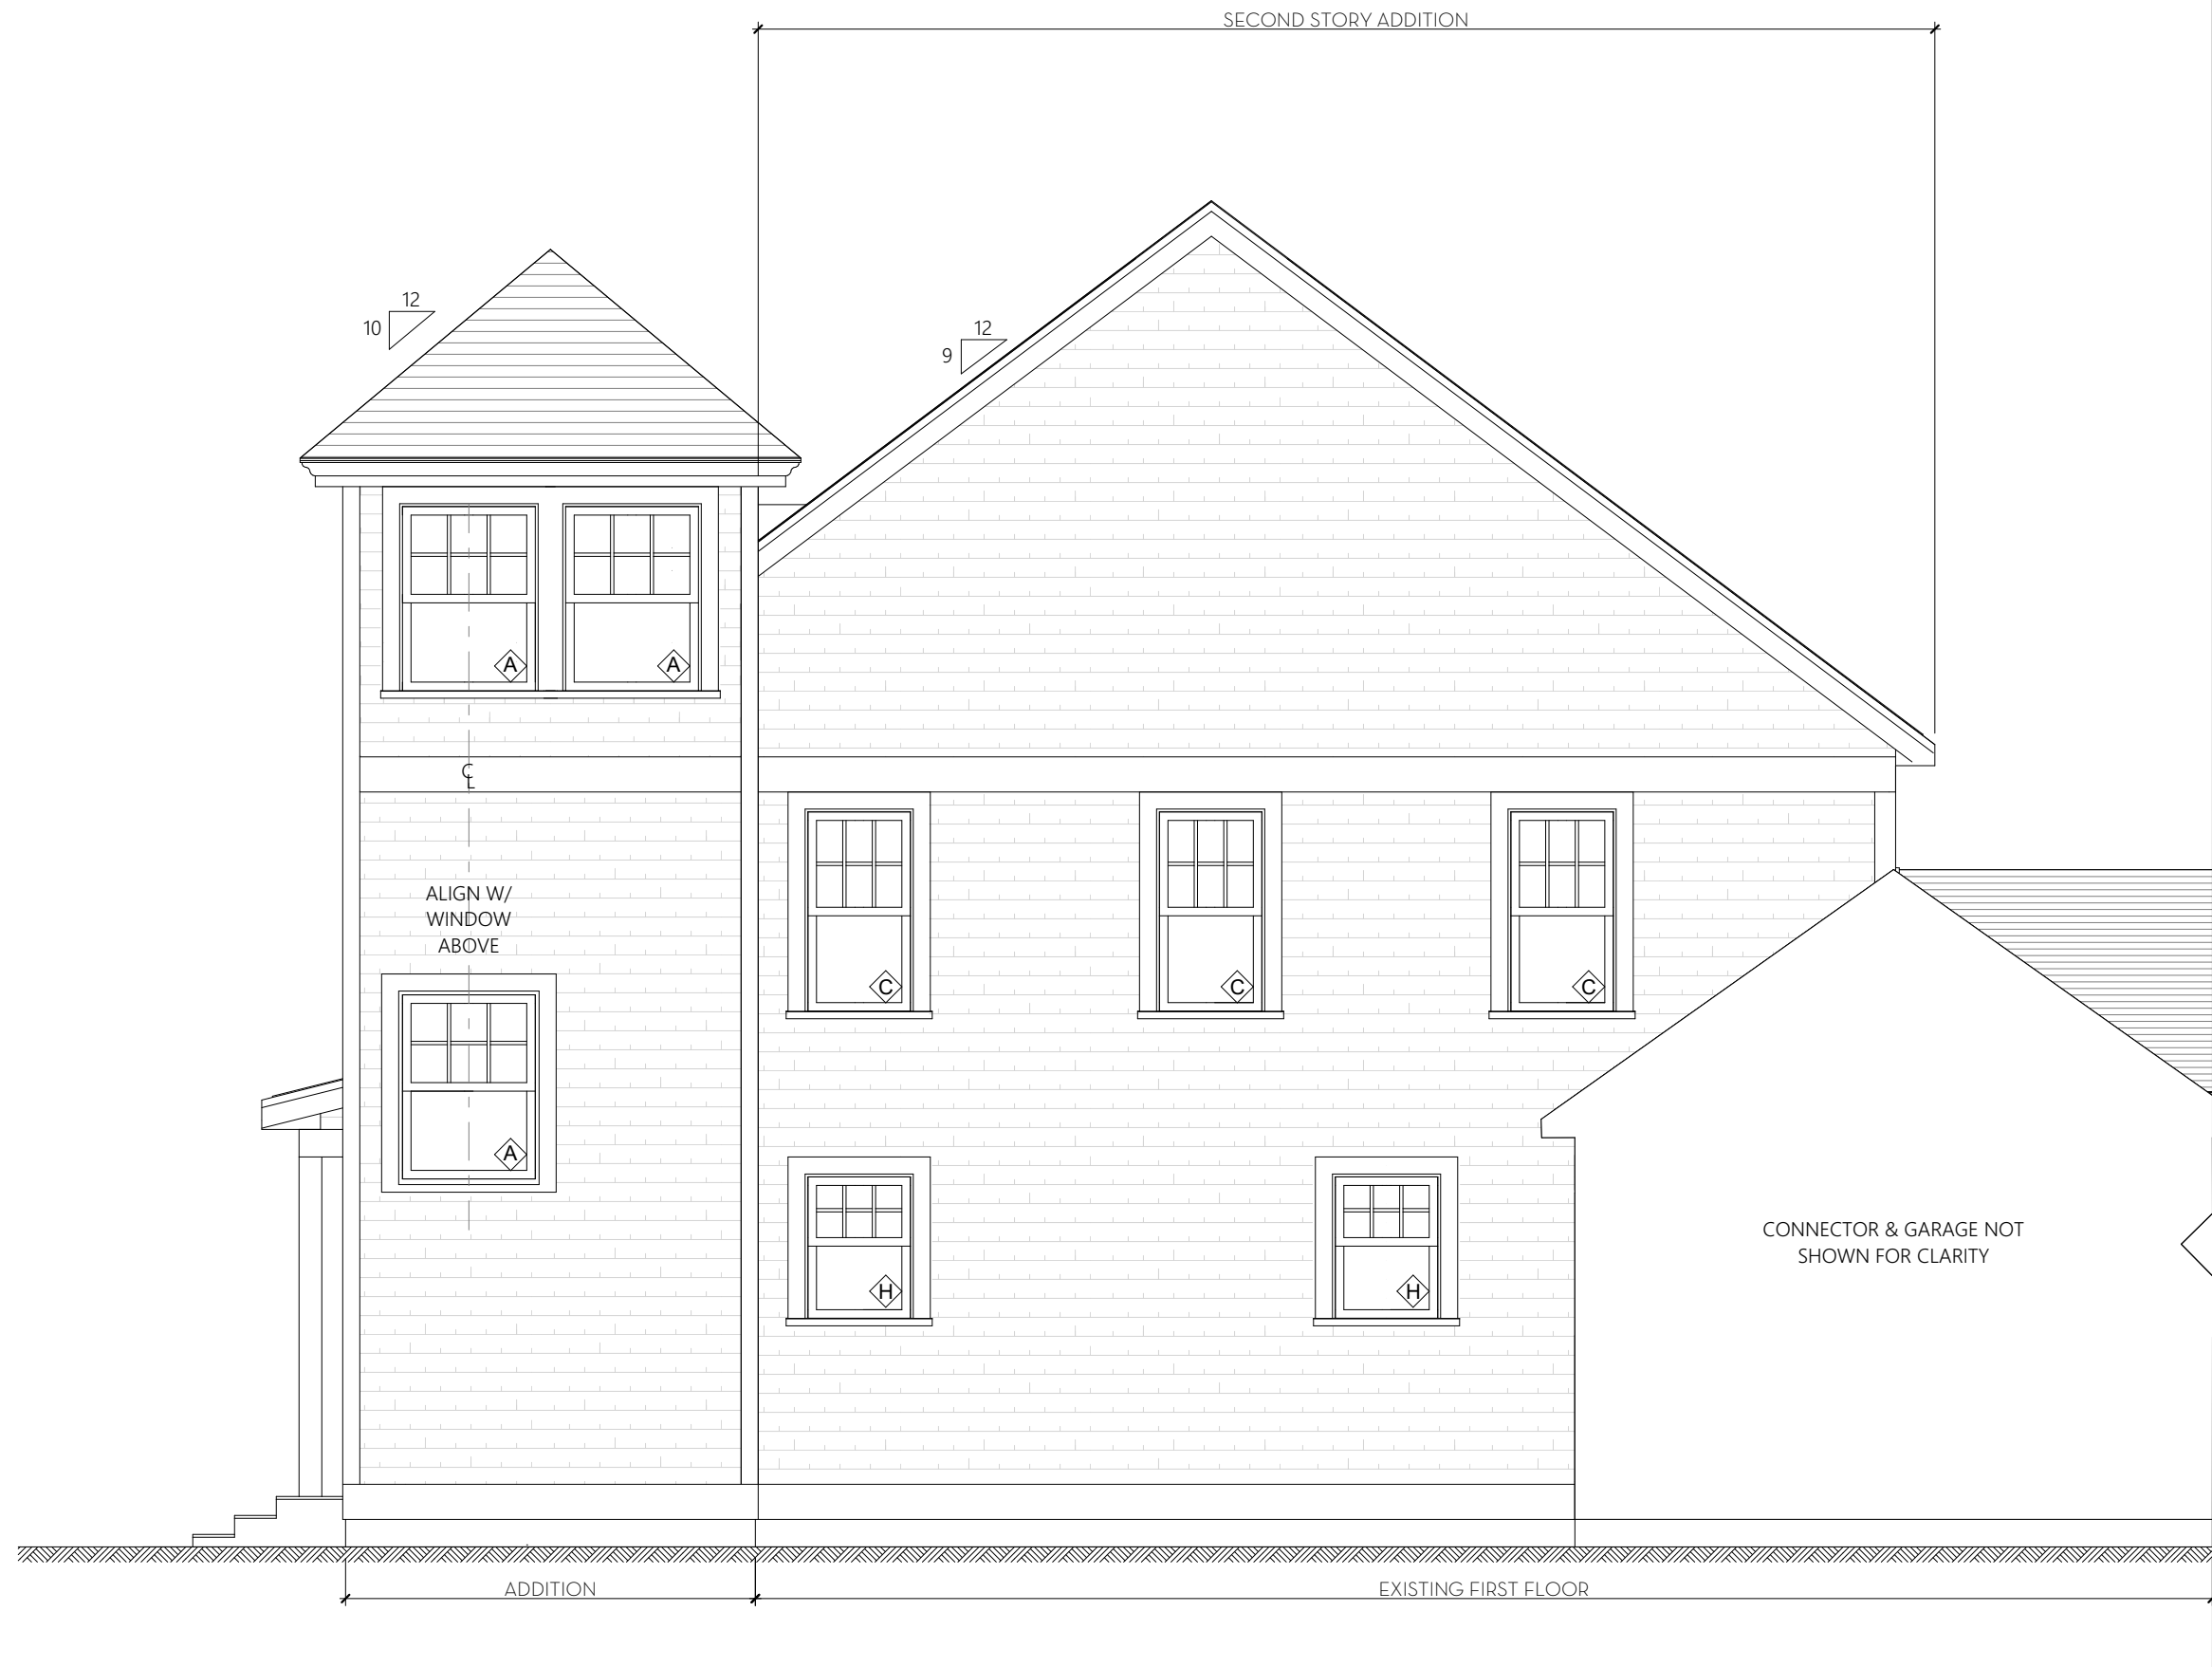 SECOND STORY ADDITION
12
10
12
9
A
A
℄
ALIGN W/
WINDOW
ABOVE
C
C
C
A
H
H
CONNECTOR & GARAGE NOT
SHOWN FOR CLARITY
ADDITION
EXISTING FIRST FLOOR